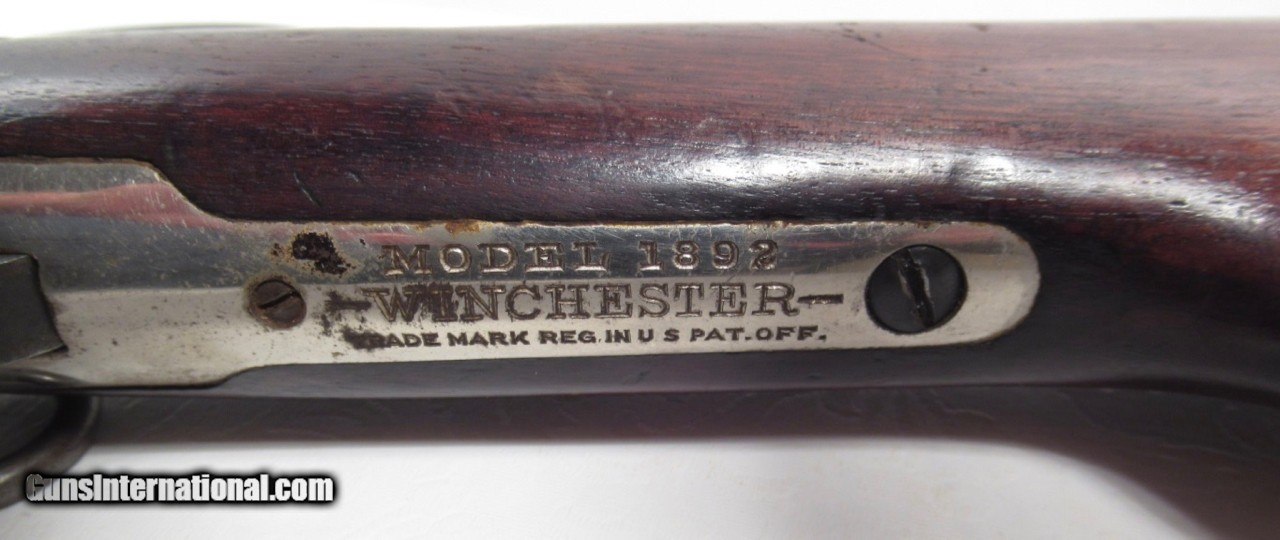 MODEL 1892
-WINCHESTER-
TRADE MARK REG. IN U S PAT. OFF.
GunsInternational.com